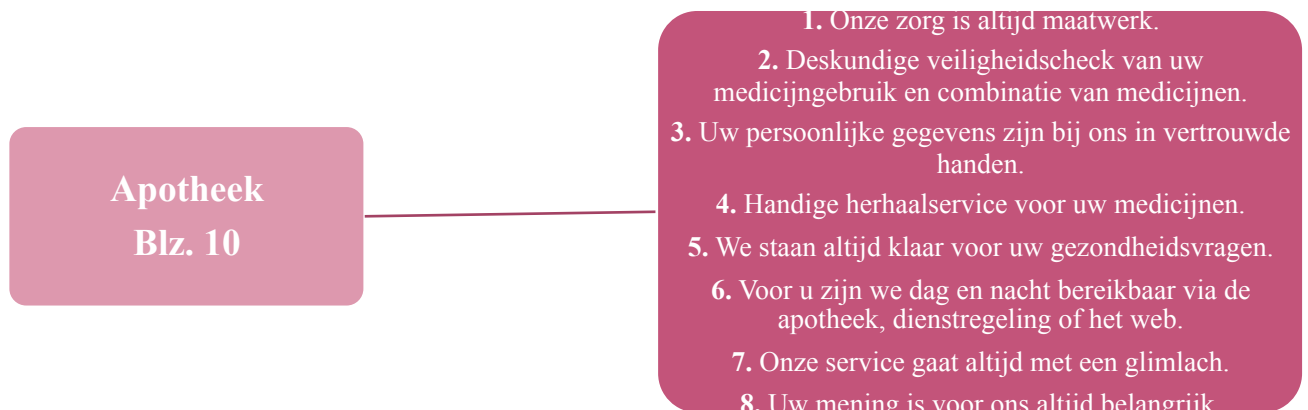 Apotheek
Blz. 10
1. Onze zorg is altijd maatwerk.
2. Deskundige veiligheidscheck van uw
medicijngebruik en combinatie van medicijnen.
3. Uw persoonlijke gegevens zijn bij ons in vertrouwde
handen.
4. Handige herhaalservice voor uw medicijnen.
5. We staan altijd klaar voor uw gezondheidsvragen.
6. Voor u zijn we dag en nacht bereikbaar via de
apotheek, dienstregeling of het web.
7. Onze service gaat altijd met een glimlach.
8. Uw mening is voor ons altijd belangrijk.